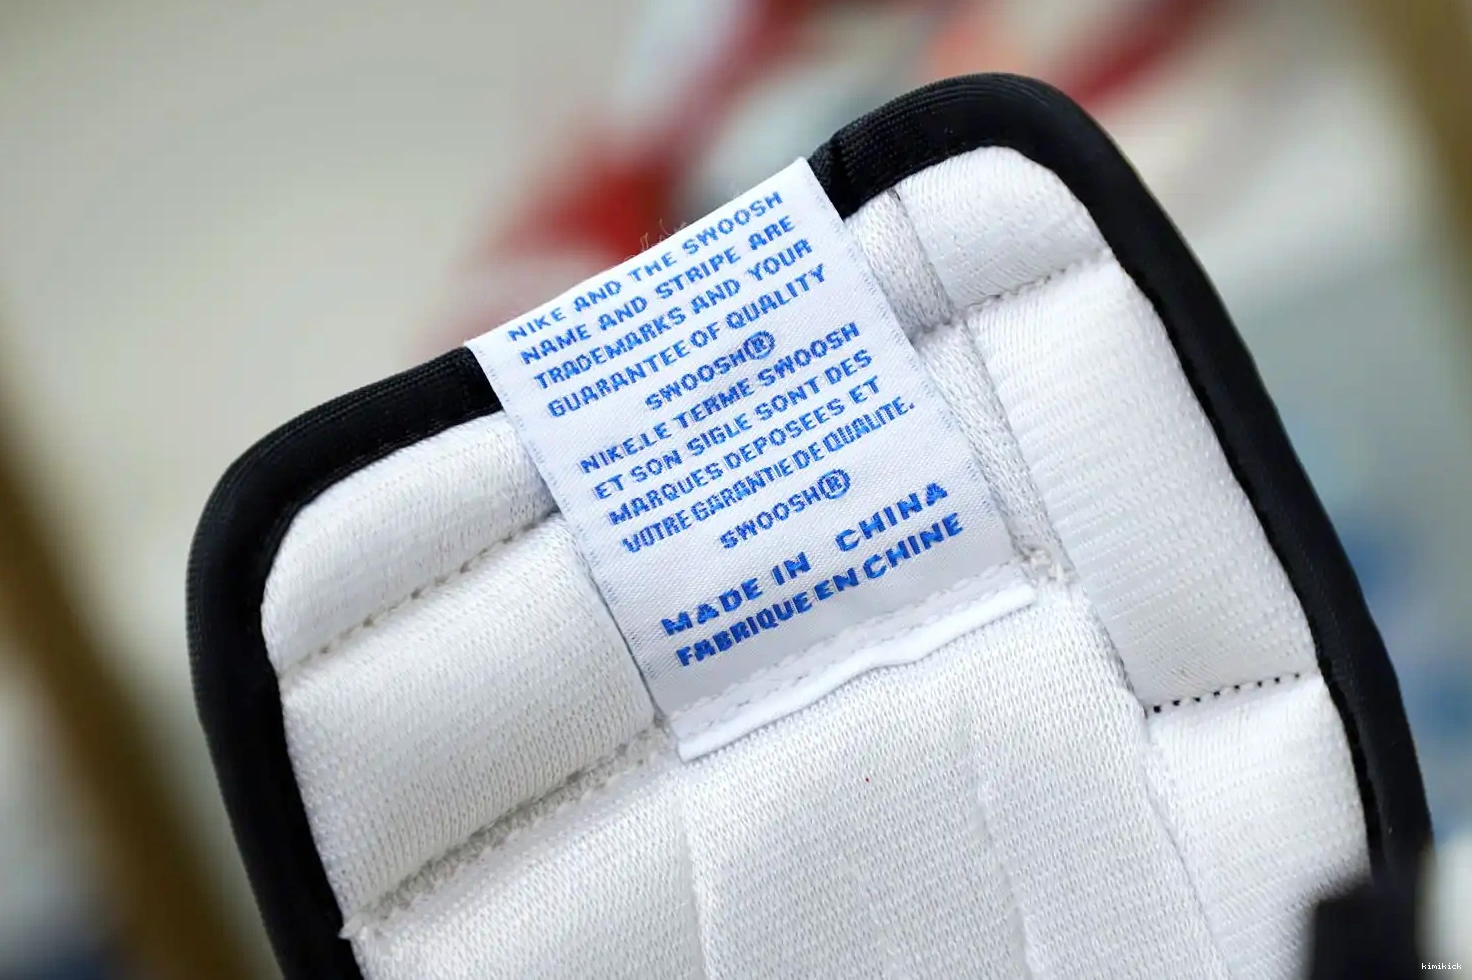 NIKE AND THE SWOOSH
NAME AND STRIPE ARE
TRADEMARKS AND YOUR
GUARANTEE OF QUALITY
SWOOSH®
NIKE.LE TERME SWOOSH
ET SON SIGLE SONT DES
MARQUES DEPOSEES ET
VOTRE GARANTIE DE QUALITE.
SWOOSH®
MADE IN CHINA
FABRIQUE EN CHINE
kimikick